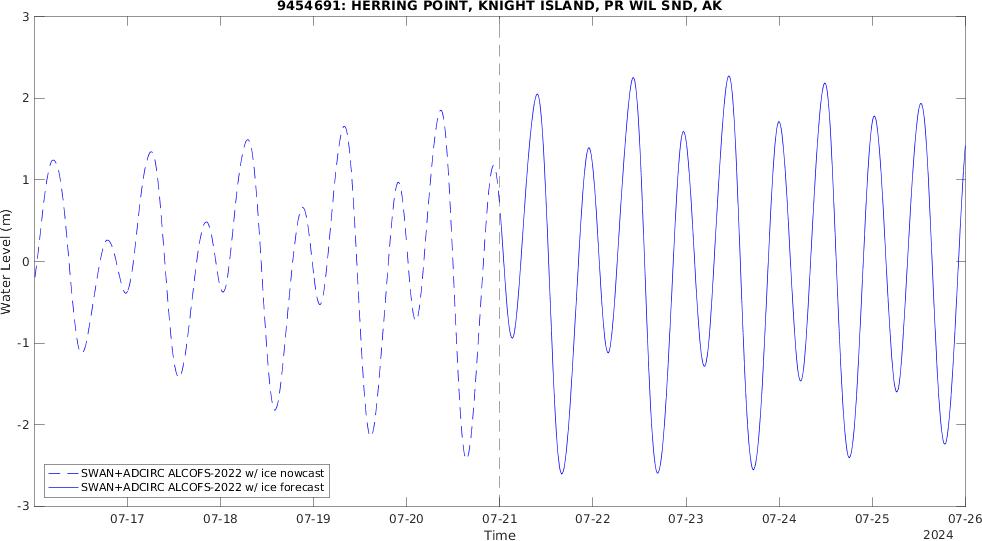 9454691: HERRING POINT, KNIGHT ISLAND, PR WIL SND, AK
3
2
1
0
-1
-2
-3
Water Level (m)
SWAN+ADCIRC ALCOFS-2022 w/ ice nowcast
SWAN+ADCIRC ALCOFS-2022 w/ ice forecast
07-17 07-18 07-19 07-20 07-21 07-22 07-23 07-24 07-25 07-26
Time
2024